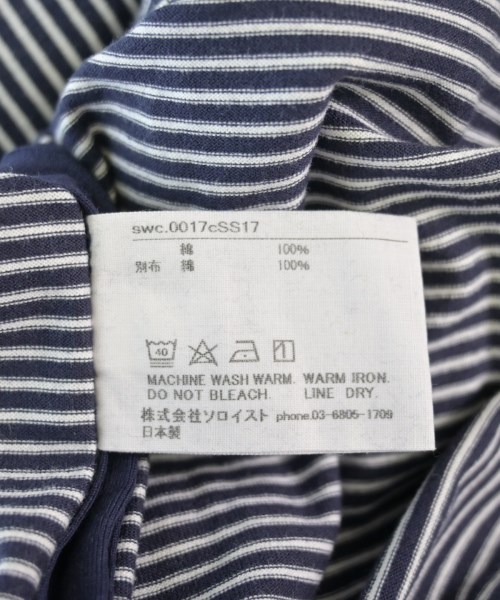 swc.0017cSS17
綿 100%
別布 綿 100%
40
MACHINE WASH WARM. WARM IRON.
DO NOT BLEACH. LINE DRY.
株式会社ソロイスト phone.03-6805-1709
日本製